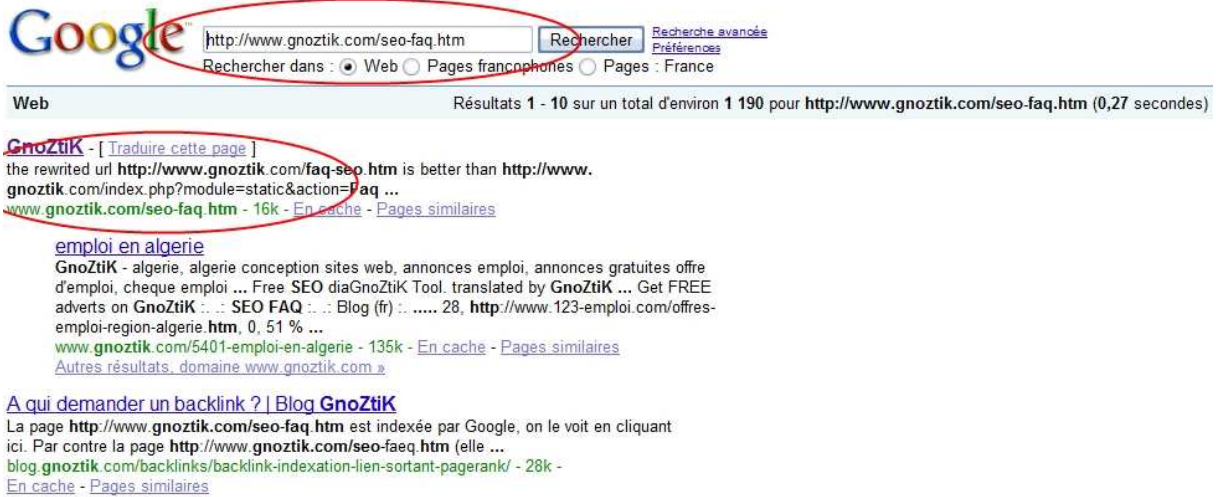 Google™ http://www.gnoztik.com/seo-faq.htm Rechercher Recherche avancée
Préférences
Rechercher dans : Web Pages francophones Pages : France
Web Résultats 1 - 10 sur un total d'environ 1 190 pour http://www.gnoztik.com/seo-faq.htm (0,27 secondes)
GnoZtiK - [ Traduire cette page ]
the rewrited url http://www.gnoztik.com/faq-seo.htm is better than http://www.
gnoztik.com/index.php?module=static&action=Faq ...
www.gnoztik.com/seo-faq.htm - 16k - En cache - Pages similaires
emploi en algerie
GnoZtiK - algerie, algerie conception sites web, annonces emploi, annonces gratuites offre
d'emploi, cheque emploi ... Free SEO diaGnoZtiK Tool. translated by GnoZtiK ... Get FREE
adverts on GnoZtiK :. .: SEO FAQ :. .: Blog (fr) :. ..... 28, http://www.123-emploi.com/offres-
emploi-region-algerie.htm, 0, 51 % ...
www.gnoztik.com/5401-emploi-en-algerie - 135k - En cache - Pages similaires
Autres résultats, domaine www.gnoztik.com »
A qui demander un backlink ? | Blog GnoZtiK
La page http://www.gnoztik.com/seo-faq.htm est indexée par Google, on le voit en cliquant
ici. Par contre la page http://www.gnoztik.com/seo-faeq.htm (elle ...
blog.gnoztik.com/backlinks/backlink-indexation-lien-sortant-pagerank/ - 28k -
En cache - Pages similaires